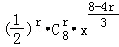 (1/2)^r * C_8^r * x^((8-4r)/3)